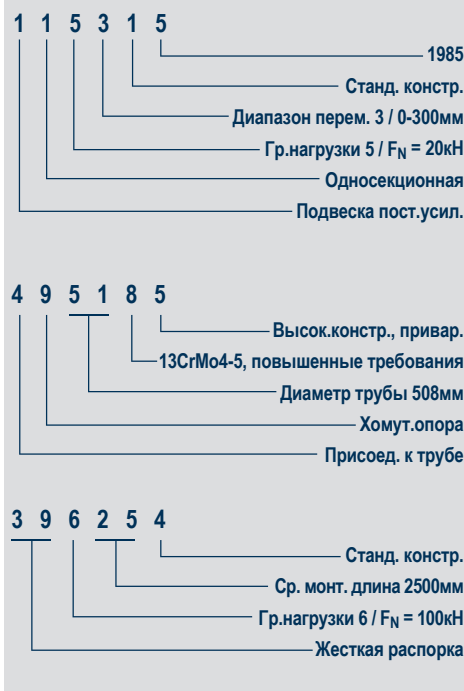 1 1 5 3 1 5
1985
Станд. констр.
Диапазон перем. 3 / 0-300мм
Гр.нагрузки 5 / FN = 20кН
Односекционная
Подвеска пост.усил.
4 9 5 1 8 5
Высок.констр., привар.
13CrMo4-5, повышенные требования
Диаметр трубы 508мм
Хомут.опора
Присоед. к трубе
3 9 6 2 5 4
Станд. констр.
Ср. монт. длина 2500мм
Гр.нагрузки 6 / FN = 100кН
Жесткая распорка